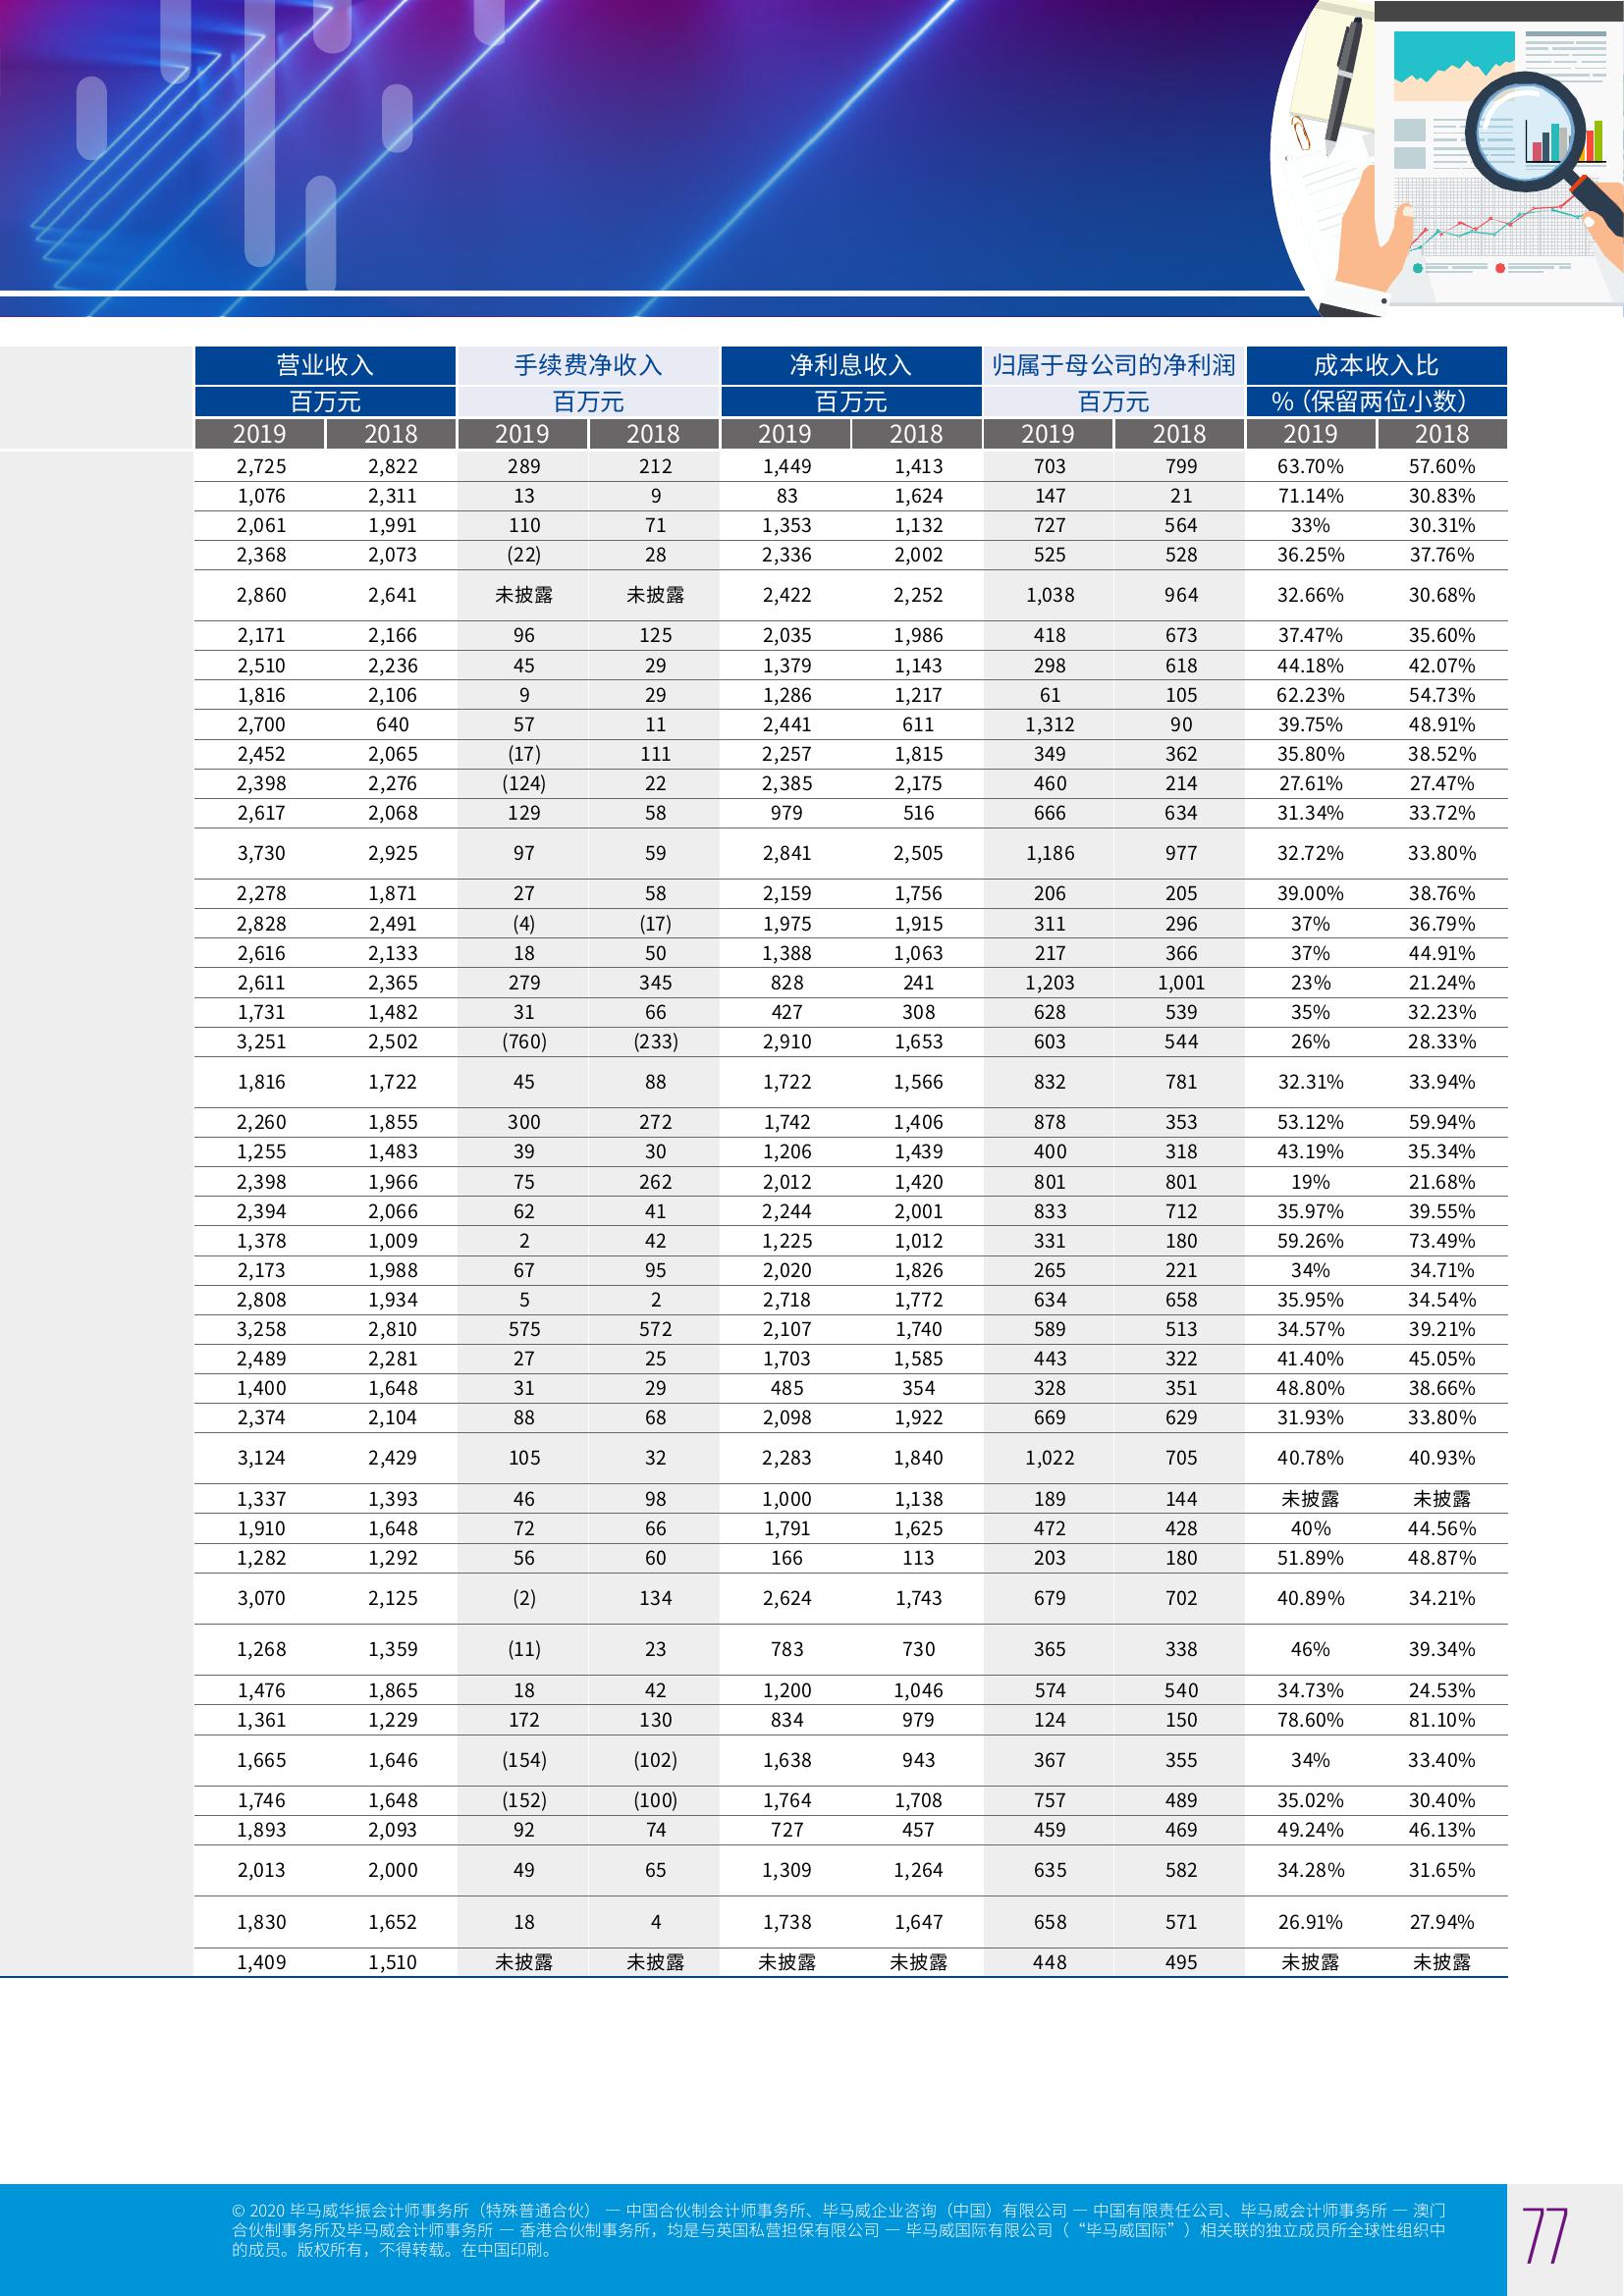 营业收入 手续费净收入 净利息收入 归属于母公司的净利润 成本收入比
百万元 百万元 百万元 百万元 %（保留两位小数）
2019 2018 2019 2018 2019 2018 2019 2018 2019 2018
2,725 2,822 289 212 1,449 1,413 703 799 63.70% 57.60%
1,076 2,311 13 9 83 1,624 147 21 71.14% 30.83%
2,061 1,991 110 71 1,353 1,132 727 564 33% 30.31%
2,368 2,073 (22) 28 2,336 2,002 525 528 36.25% 37.76%
2,860 2,641 未披露 未披露 2,422 2,252 1,038 964 32.66% 30.68%
2,171 2,166 96 125 2,035 1,986 418 673 37.47% 35.60%
2,510 2,236 45 29 1,379 1,143 298 618 44.18% 42.07%
1,816 2,106 9 29 1,286 1,217 61 105 62.23% 54.73%
2,700 640 57 11 2,441 611 1,312 90 39.75% 48.91%
2,452 2,065 (17) 111 2,257 1,815 349 362 35.80% 38.52%
2,398 2,276 (124) 22 2,385 2,175 460 214 27.61% 27.47%
2,617 2,068 129 58 979 516 666 634 31.34% 33.72%
3,730 2,925 97 59 2,841 2,505 1,186 977 32.72% 33.80%
2,278 1,871 27 58 2,159 1,756 206 205 39.00% 38.76%
2,828 2,491 (4) (17) 1,975 1,915 311 296 37% 36.79%
2,616 2,133 18 50 1,388 1,063 217 366 37% 44.91%
2,611 2,365 279 345 828 241 1,203 1,001 23% 21.24%
1,731 1,482 31 66 427 308 628 539 35% 32.23%
3,251 2,502 (760) (233) 2,910 1,653 603 544 26% 28.33%
1,816 1,722 45 88 1,722 1,566 832 781 32.31% 33.94%
2,260 1,855 300 272 1,742 1,406 878 353 53.12% 59.94%
1,255 1,483 39 30 1,206 1,439 400 318 43.19% 35.34%
2,398 1,966 75 262 2,012 1,420 801 801 19% 21.68%
2,394 2,066 62 41 2,244 2,001 833 712 35.97% 39.55%
1,378 1,009 2 42 1,225 1,012 331 180 59.26% 73.49%
2,173 1,988 67 95 2,020 1,826 265 221 34% 34.71%
2,808 1,934 5 2 2,718 1,772 634 658 35.95% 34.54%
3,258 2,810 575 572 2,107 1,740 589 513 34.57% 39.21%
2,489 2,281 27 25 1,703 1,585 443 322 41.40% 45.05%
1,400 1,648 31 29 485 354 328 351 48.80% 38.66%
2,374 2,104 88 68 2,098 1,922 669 629 31.93% 33.80%
3,124 2,429 105 32 2,283 1,840 1,022 705 40.78% 40.93%
1,337 1,393 46 98 1,000 1,138 189 144 未披露 未披露
1,910 1,648 72 66 1,791 1,625 472 428 40% 44.56%
1,282 1,292 56 60 166 113 203 180 51.89% 48.87%
3,070 2,125 (2) 134 2,624 1,743 679 702 40.89% 34.21%
1,268 1,359 (11) 23 783 730 365 338 46% 39.34%
1,476 1,865 18 42 1,200 1,046 574 540 34.73% 24.53%
1,361 1,229 172 130 834 979 124 150 78.60% 81.10%
1,665 1,646 (154) (102) 1,638 943 367 355 34% 33.40%
1,746 1,648 (152) (100) 1,764 1,708 757 489 35.02% 30.40%
1,893 2,093 92 74 727 457 459 469 49.24% 46.13%
2,013 2,000 49 65 1,309 1,264 635 582 34.28% 31.65%
1,830 1,652 18 4 1,738 1,647 658 571 26.91% 27.94%
1,409 1,510 未披露 未披露 未披露 未披露 448 495 未披露 未披露
© 2020 毕马威华振会计师事务所（特殊普通合伙） — 中国合伙制会计师事务所、毕马威企业咨询（中国）有限公司 — 中国有限责任公司、毕马威会计师事务所 — 澳门
合伙制事务所及毕马威会计师事务所 — 香港合伙制事务所，均是与英国私营担保有限公司 — 毕马威国际有限公司（“毕马威国际”）相关联的独立成员所全球性组织中
的成员。版权所有，不得转载。在中国印刷。
77